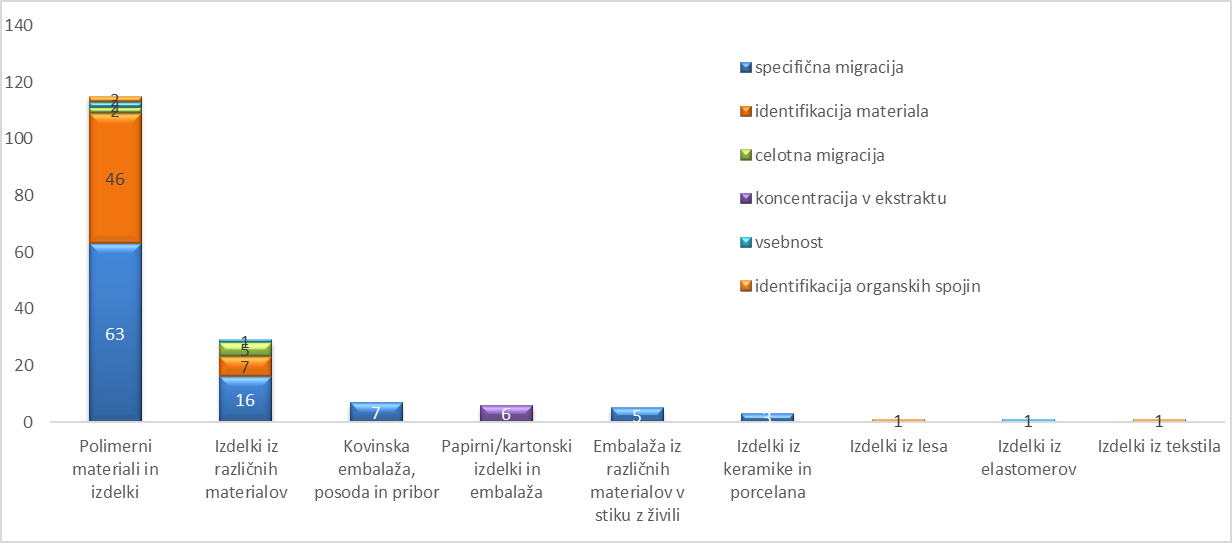 140
120
100
80
60
40
20
0
specifična migracija
identifikacija materiala
celotna migracija
koncentracija v ekstraktu
vsebnost
identifikacija organskih spojin
2
2
2
46
63
1
5
7
16
7
6
5
3
1
1
1
Polimerni
materiali in
izdelki
Izdelki iz
različnih
materialov
Kovinska
embalaža,
posoda in pribor
Papirni/kartonski
izdelki in
embalaža
Embalaža iz
različnih
materialov v
stiku z živili
Izdelki iz
keramike in
porcelana
Izdelki iz lesa
Izdelki iz
elastomerov
Izdelki iz tekstila